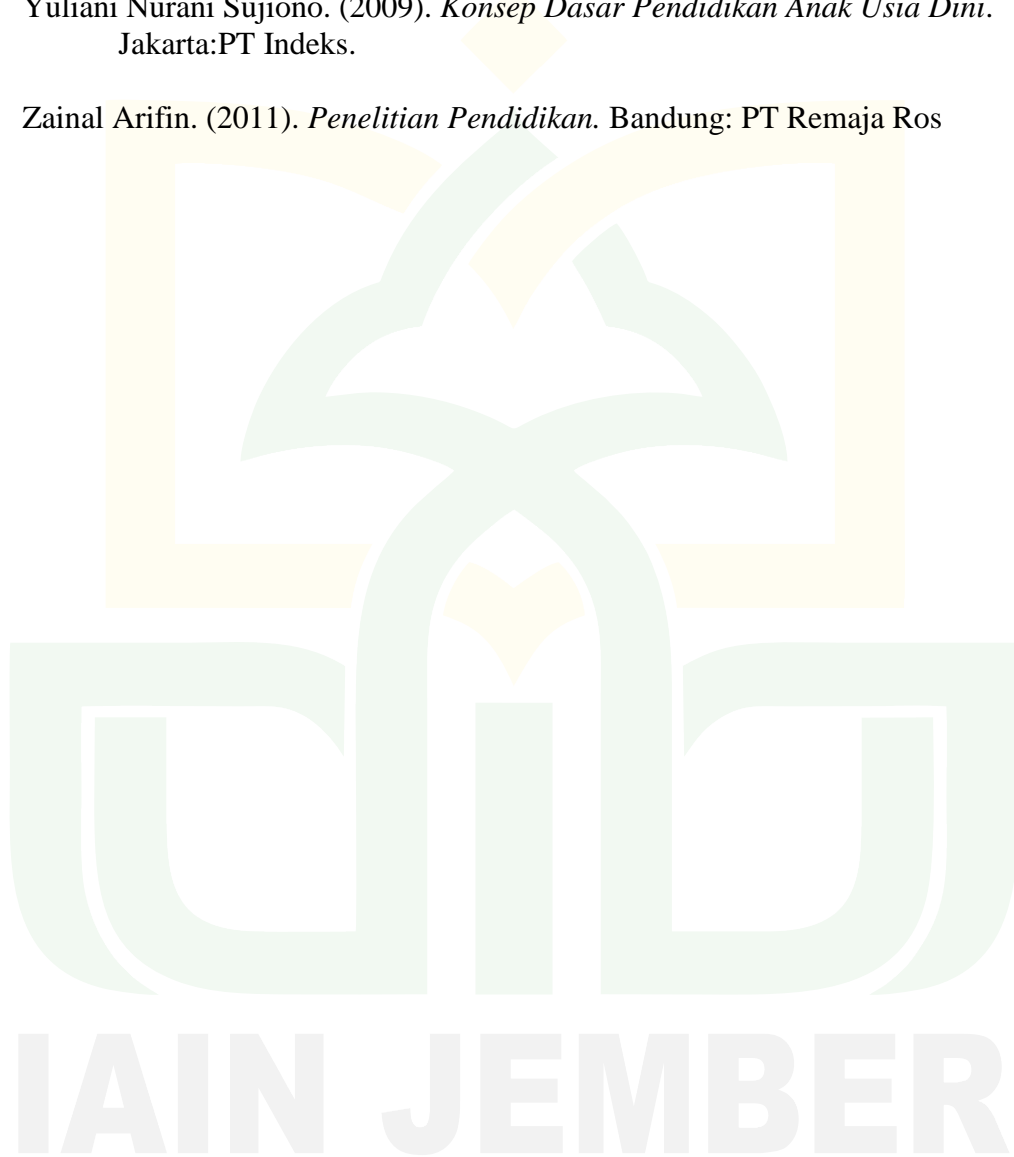 Yuliani Nurani Sujiono. (2009). Konsep Dasar Pendidikan Anak Usia Dini.
Jakarta:PT Indeks.
Zainal Arifin. (2011). Penelitian Pendidikan. Bandung: PT Remaja Ros
IAIN JEMBER